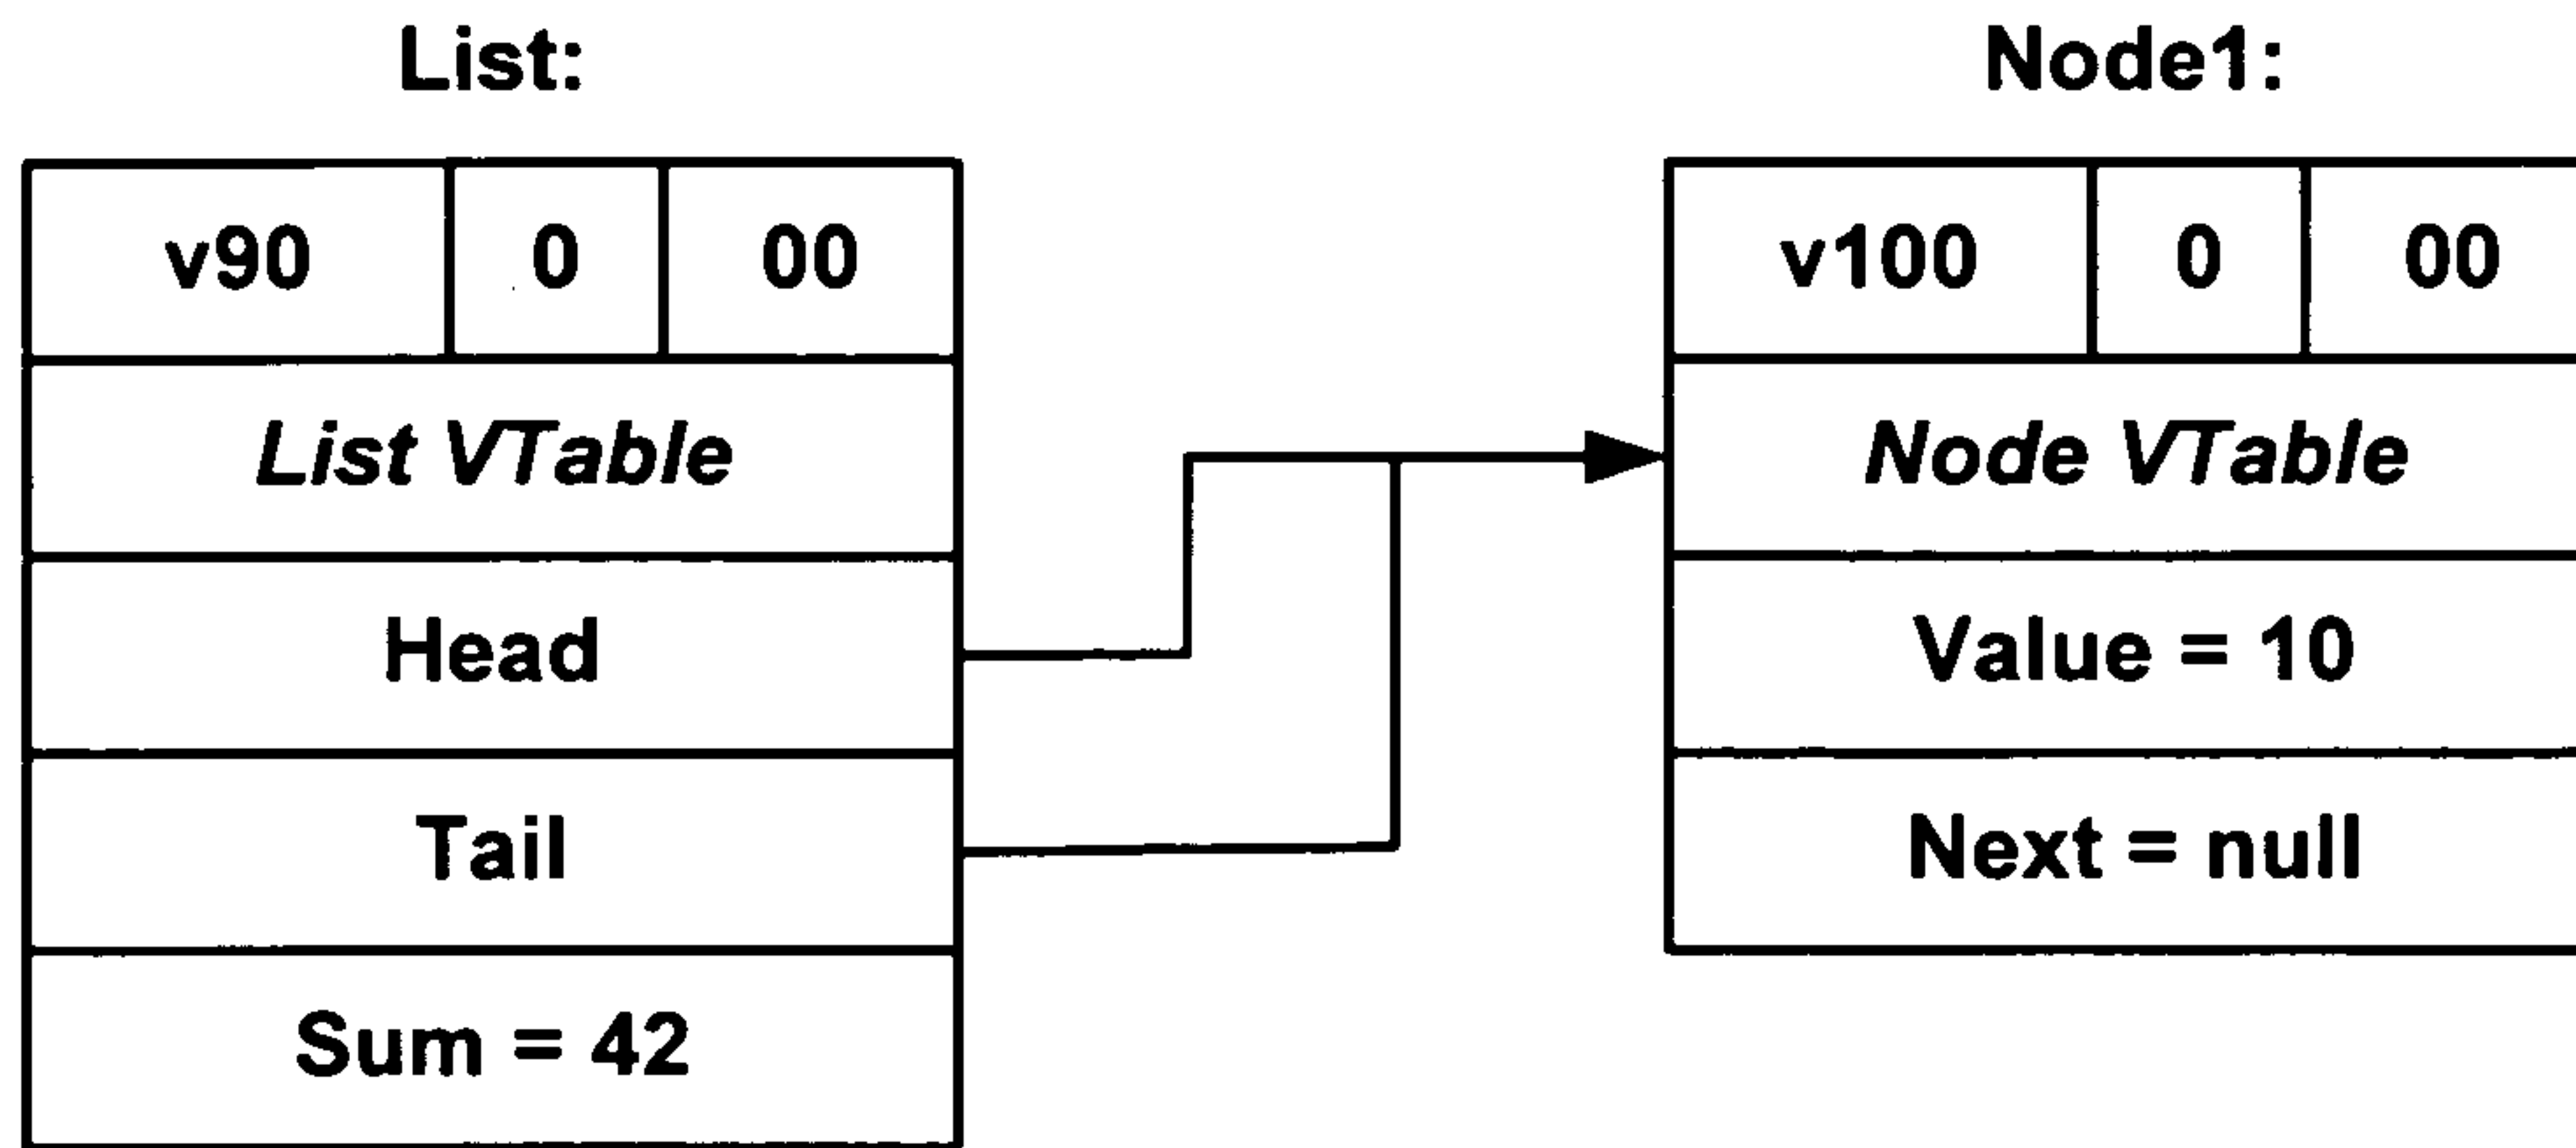 List:
v90 0 00
List VTable
Head
Tail
Sum = 42
Node1:
v100 0 00
Node VTable
Value = 10
Next = null